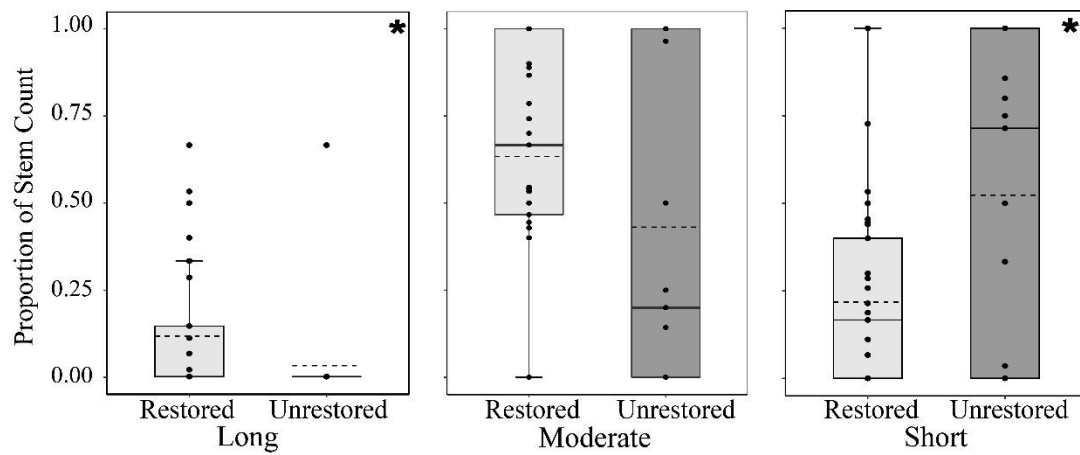 Proportion of Stem Count
1.00
0.75
0.50
0.25
0.00
*
*
Restored Unrestored Restored Unrestored Restored Unrestored
Long Moderate Short